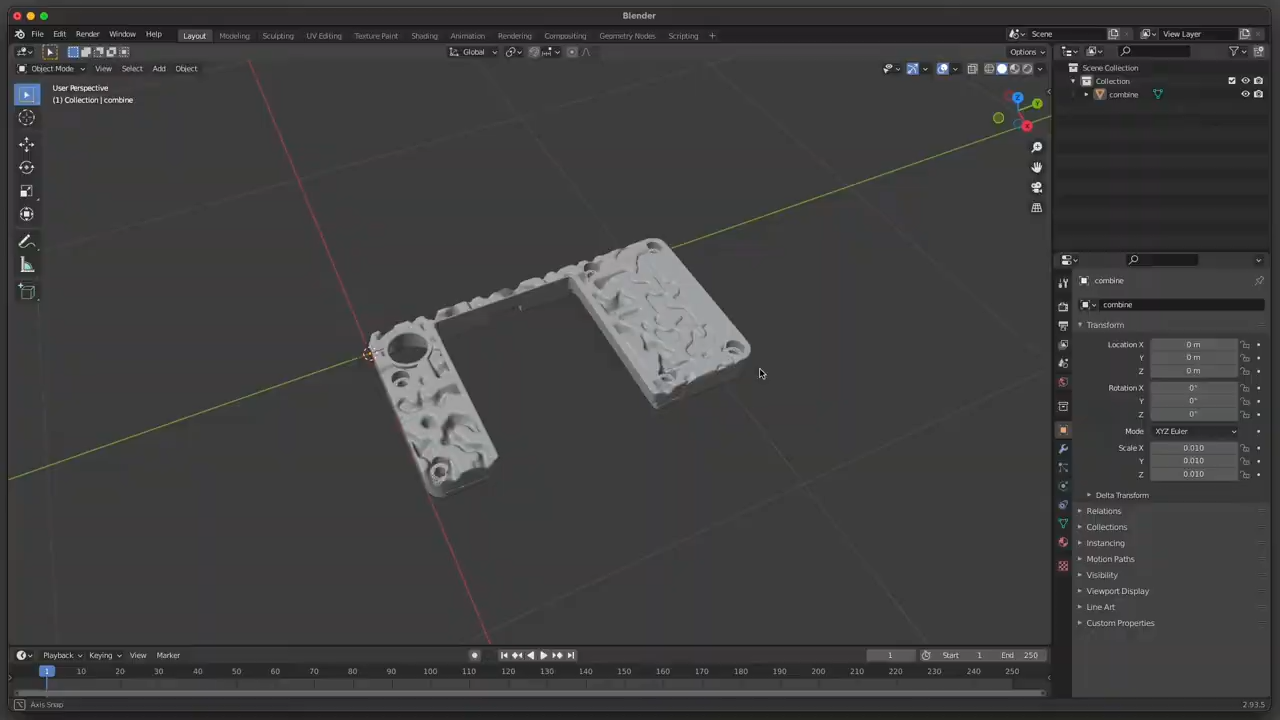 Blender
File Edit Render Window Help Layout Modeling Sculpting UV Editing Texture Paint Shading Animation Rendering Compositing Geometry Nodes Scripting + Scene View Layer
Global Options
Object Mode View Select Add Object
User Perspective
(1) Collection | combine
Z
Y
X
Scene Collection
Collection
combine
combine
combine
Transform
Location X 0 m
Y 0 m
Z 0 m
Rotation X 0°
Y 0°
Z 0°
Mode XYZ Euler
Scale X 0.010
Y 0.010
Z 0.010
Delta Transform
Relations
Collections
Instancing
Motion Paths
Visibility
Viewport Display
Line Art
Custom Properties
Playback Keying View Marker 1 Start 1 End 250
1 10 20 30 40 50 60 70 80 90 100 110 120 130 140 150 160 170 180 190 200 210 220 230 240 250
Axis Snap 2.93.5